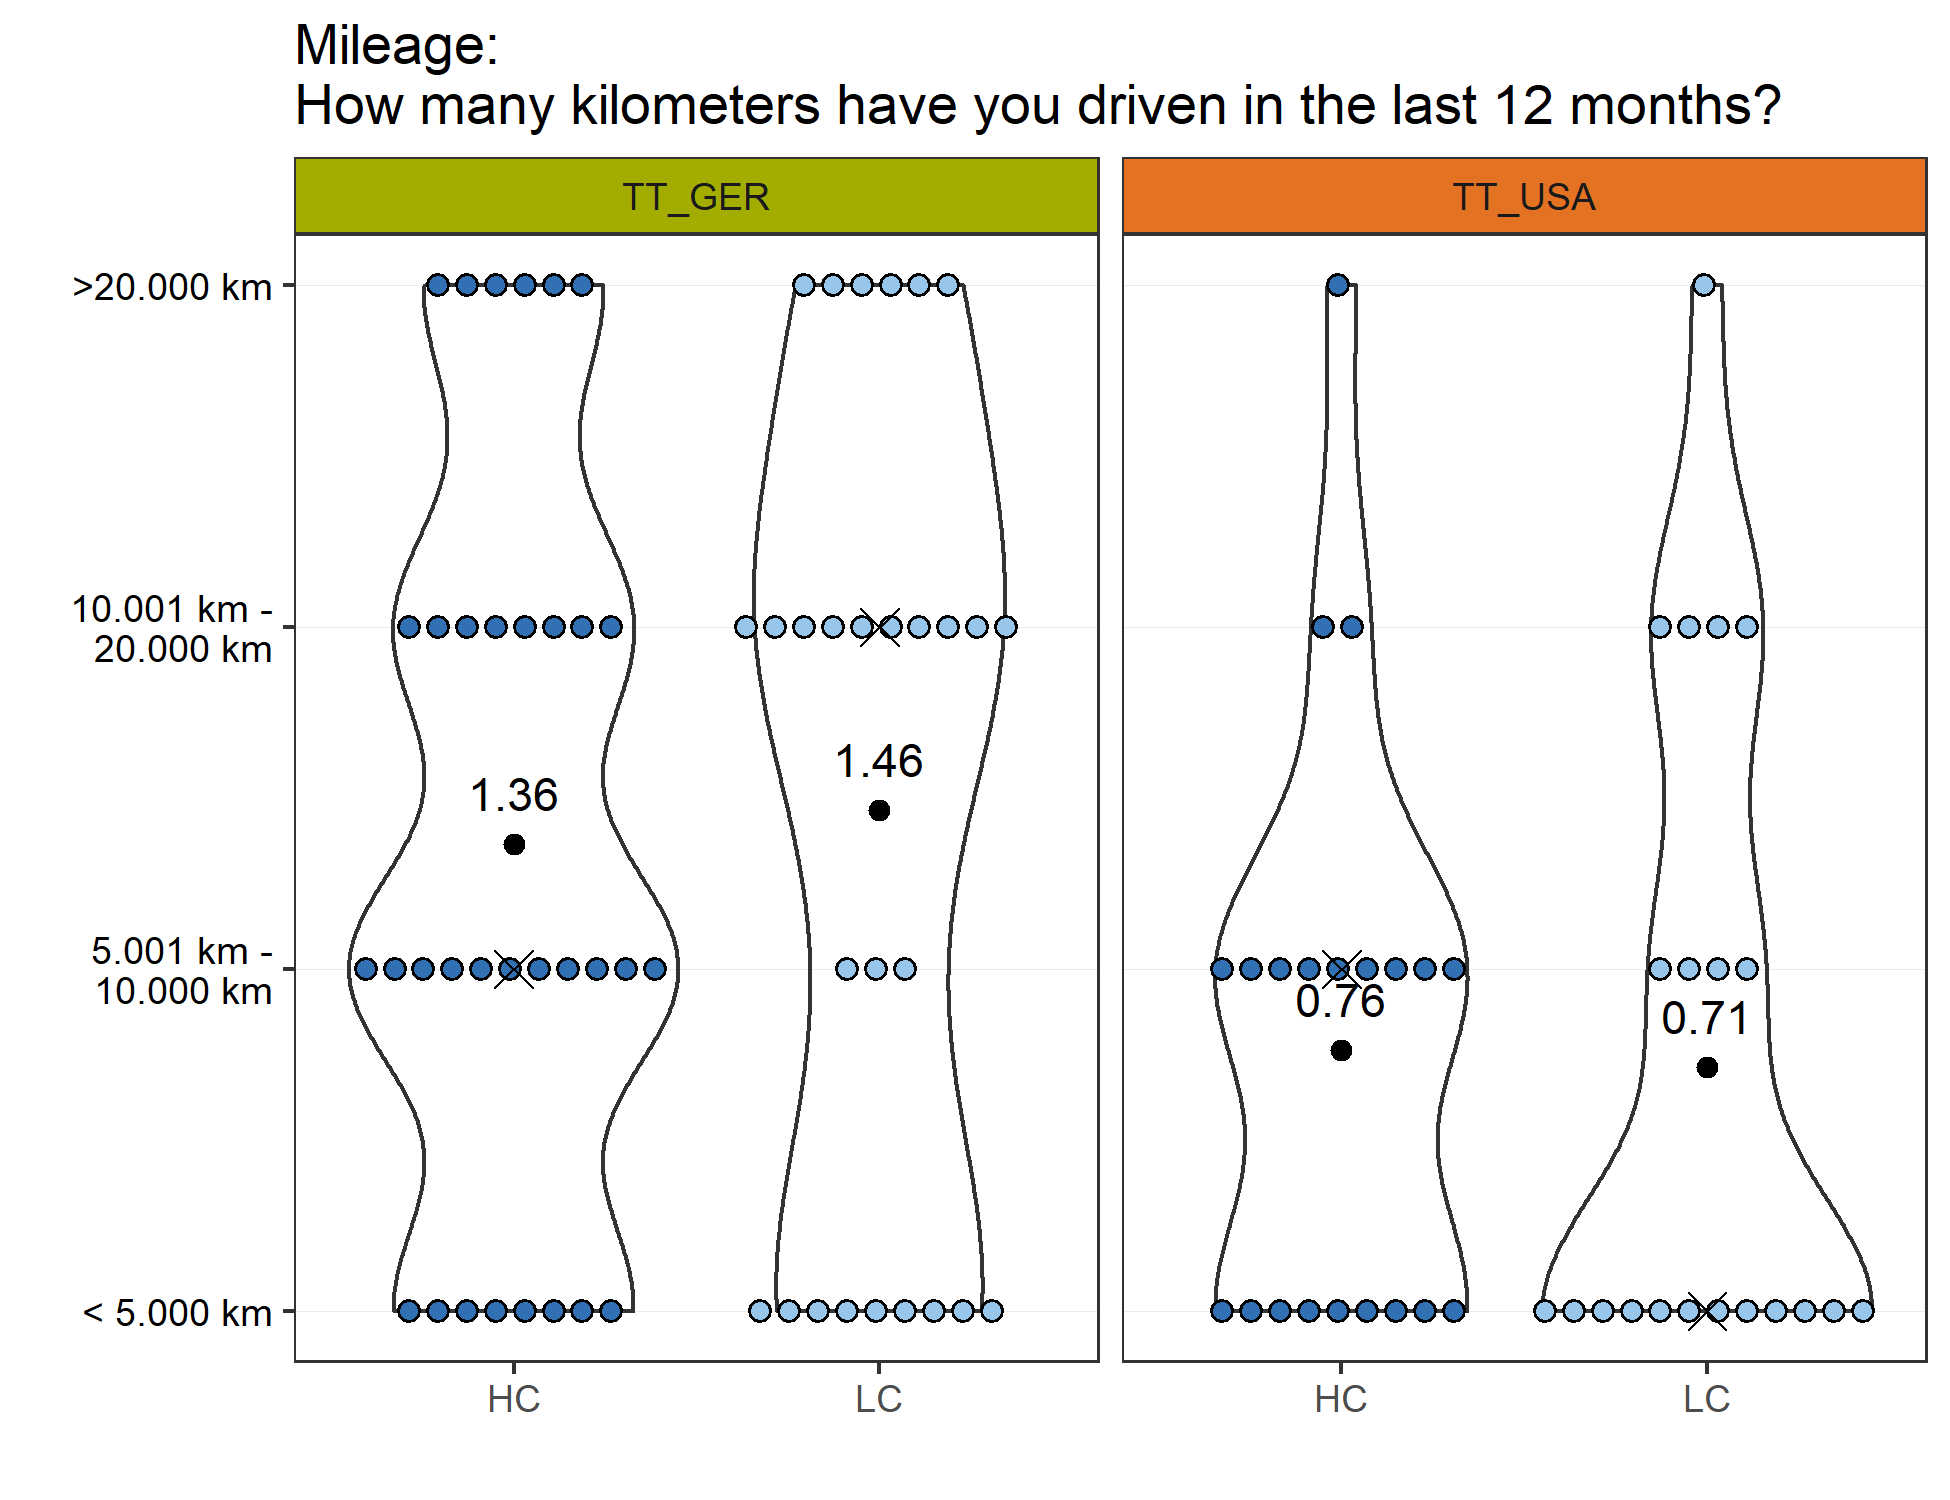 Mileage:
How many kilometers have you driven in the last 12 months?
TT_GER
TT_USA
>20.000 km
10.001 km -
20.000 km
5.001 km -
10.000 km
< 5.000 km
1.36
1.46
0.76
0.71
HC
LC
HC
LC